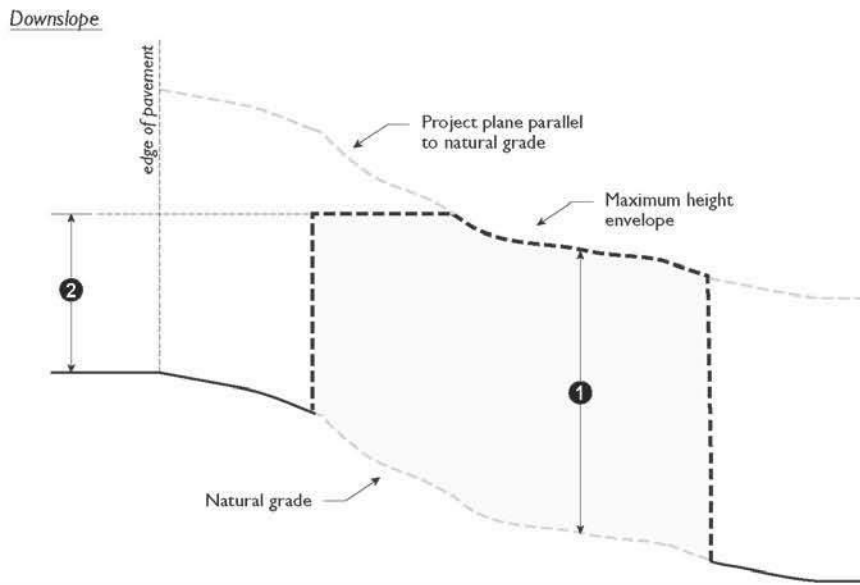 Downslope
edge of pavement
Project plane parallel
to natural grade
Maximum height
envelope
2
1
Natural grade